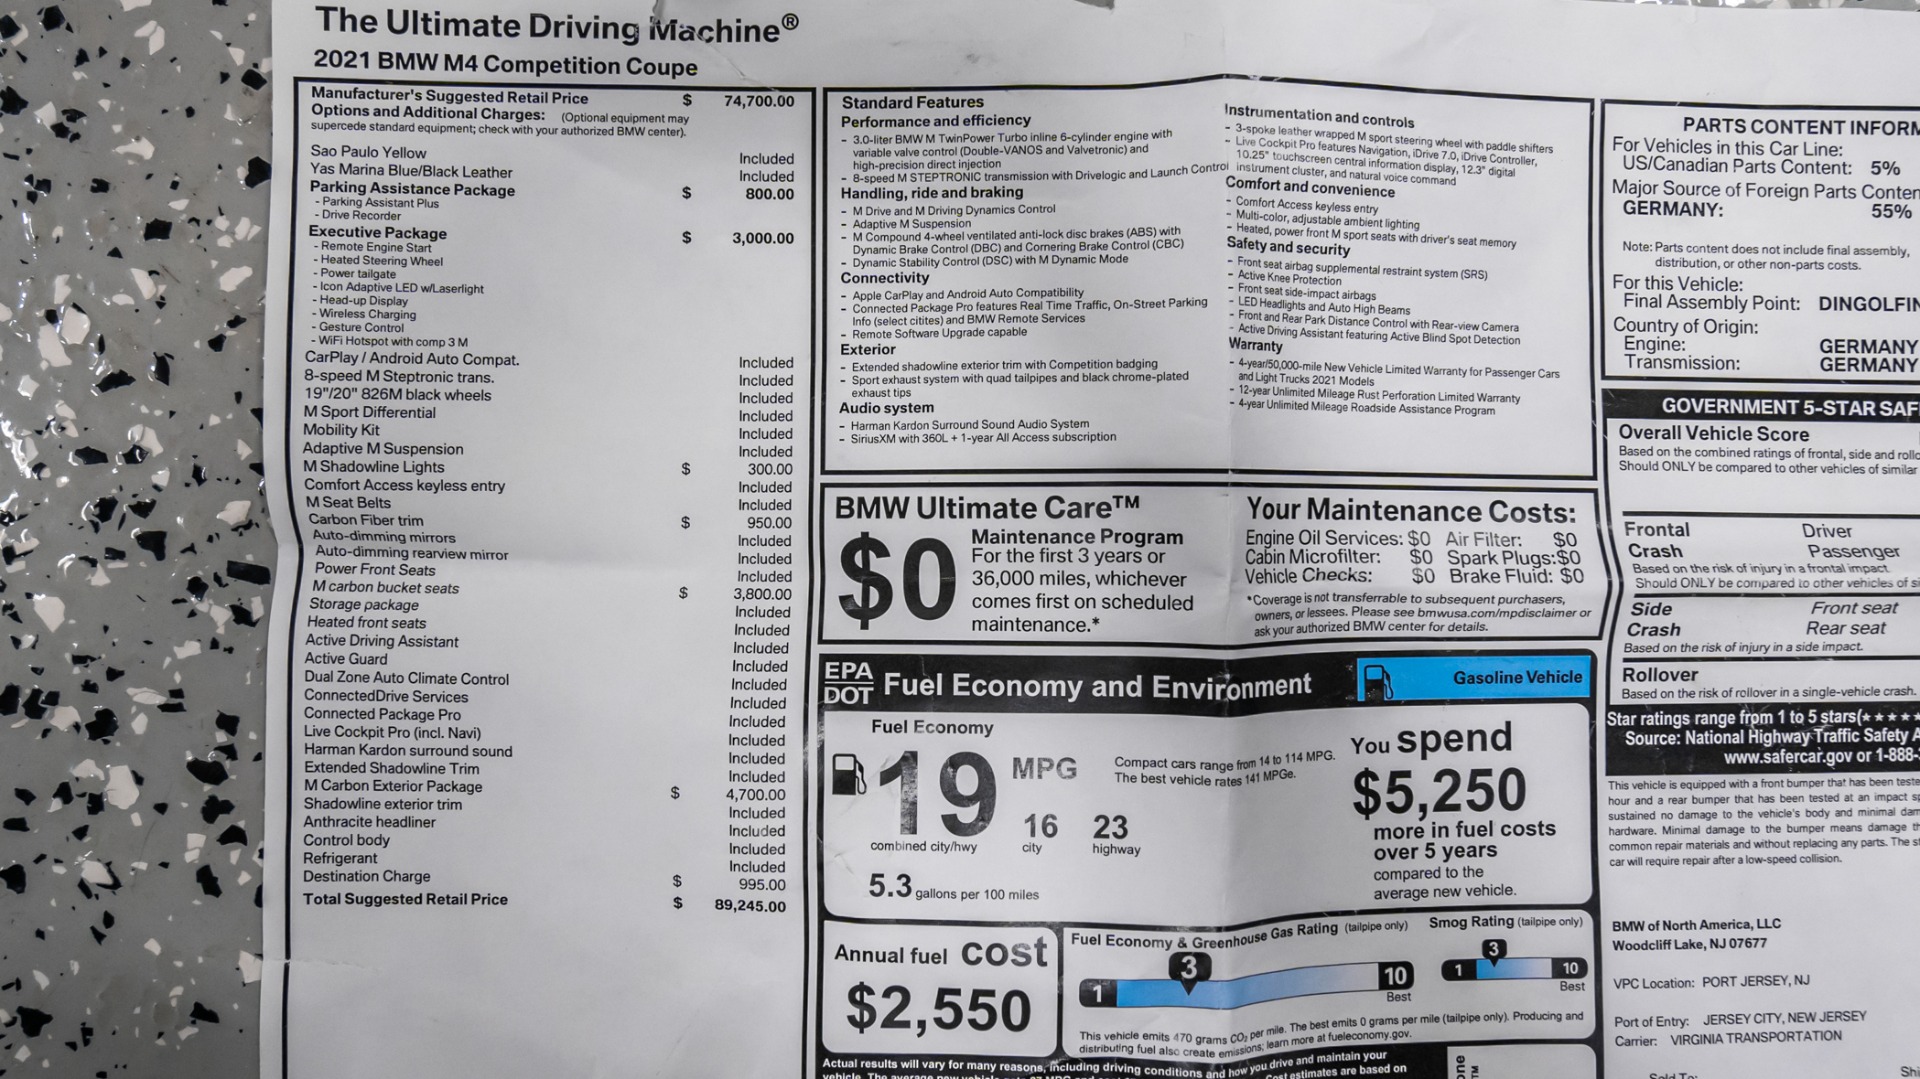 The Ultimate Driving Machine®
2021 BMW M4 Competition Coupe
Manufacturer's Suggested Retail Price $ 74,700.00
Options and Additional Charges: (Optional equipment may
supercede standard equipment; check with your authorized BMW center).
Sao Paulo Yellow Included
Yas Marina Blue/Black Leather Included
Parking Assistance Package $ 800.00
- Parking Assistant Plus
- Drive Recorder
Executive Package $ 3,000.00
- Remote Engine Start
- Heated Steering Wheel
- Power tailgate
- Icon Adaptive LED w/Laserlight
- Head-up Display
- Wireless Charging
- Gesture Control
- WiFi Hotspot with comp 3 M
CarPlay / Android Auto Compat. Included
8-speed M Steptronic trans. Included
19"/20" 826M black wheels Included
M Sport Differential Included
Mobility Kit Included
Adaptive M Suspension Included
M Shadowline Lights $ 300.00
Comfort Access keyless entry Included
M Seat Belts Included
Carbon Fiber trim $ 950.00
Auto-dimming mirrors Included
Auto-dimming rearview mirror Included
Power Front Seats Included
M carbon bucket seats $ 3,800.00
Storage package Included
Heated front seats Included
Active Driving Assistant Included
Active Guard Included
Dual Zone Auto Climate Control Included
ConnectedDrive Services Included
Connected Package Pro Included
Live Cockpit Pro (incl. Navi) Included
Harman Kardon surround sound Included
Extended Shadowline Trim Included
M Carbon Exterior Package $ 4,700.00
Shadowline exterior trim Included
Anthracite headliner Included
Control body Included
Refrigerant Included
Destination Charge $ 995.00
Total Suggested Retail Price $ 89,245.00
Standard Features
Performance and efficiency
- 3.0-liter BMW M TwinPower Turbo inline 6-cylinder engine with
variable valve control (Double-VANOS and Valvetronic) and
high-precision direct injection
- 8-speed M STEPTRONIC transmission with Drivelogic and Launch Control
Handling, ride and braking
- M Drive and M Driving Dynamics Control
- Adaptive M Suspension
- M Compound 4-wheel ventilated anti-lock disc brakes (ABS) with
Dynamic Brake Control (DBC) and Cornering Brake Control (CBC)
- Dynamic Stability Control (DSC) with M Dynamic Mode
Connectivity
- Apple CarPlay and Android Auto Compatibility
- Connected Package Pro features Real Time Traffic, On-Street Parking
Info (select citites) and BMW Remote Services
- Remote Software Upgrade capable
Exterior
- Extended shadowline exterior trim with Competition badging
- Sport exhaust system with quad tailpipes and black chrome-plated
exhaust tips
Audio system
- Harman Kardon Surround Sound Audio System
- SiriusXM with 360L + 1-year All Access subscription
Instrumentation and controls
- 3-spoke leather wrapped M sport steering wheel with paddle shifters
- Live Cockpit Pro features Navigation, iDrive 7.0, iDrive Controller,
10.25" touchscreen central information display, 12.3" digital
instrument cluster, and natural voice command
Comfort and convenience
- Comfort Access keyless entry
- Multi-color, adjustable ambient lighting
- Heated, power front M sport seats with driver's seat memory
Safety and security
- Front seat airbag supplemental restraint system (SRS)
- Active Knee Protection
- Front seat side-impact airbags
- LED Headlights and Auto High Beams
- Front and Rear Park Distance Control with Rear-view Camera
- Active Driving Assistant featuring Active Blind Spot Detection
Warranty
- 4-year/50,000-mile New Vehicle Limited Warranty for Passenger Cars
and Light Trucks 2021 Models
- 12-year Unlimited Mileage Rust Perforation Limited Warranty
- 4-year Unlimited Mileage Roadside Assistance Program
BMW Ultimate Care™
$0
Maintenance Program
For the first 3 years or
36,000 miles, whichever
comes first on scheduled
maintenance.*
Your Maintenance Costs:
Engine Oil Services: $0 Air Filter: $0
Cabin Microfilter: $0 Spark Plugs: $0
Vehicle Checks: $0 Brake Fluid: $0
*Coverage is not transferrable to subsequent purchasers,
owners, or lessees. Please see bmwusa.com/mpdisclaimer or
ask your authorized BMW center for details.
EPA
DOT
Fuel Economy and Environment
Gasoline Vehicle
Fuel Economy
19 MPG
combined city/hwy
16 city
23 highway
5.3 gallons per 100 miles
Compact cars range from 14 to 114 MPG.
The best vehicle rates 141 MPGe.
You spend
$5,250
more in fuel costs
over 5 years
compared to the
average new vehicle.
Annual fuel cost
$2,550
Fuel Economy & Greenhouse Gas Rating (tailpipe only)
3
1 10
Best
Smog Rating (tailpipe only)
3
1 10
Best
This vehicle emits 470 grams CO₂ per mile. The best emits 0 grams per mile (tailpipe only). Producing and
distributing fuel also create emissions; learn more at fueleconomy.gov.
Actual results will vary for many reasons, including driving conditions and how you drive and maintain your
PARTS CONTENT INFORM
For Vehicles in this Car Line:
US/Canadian Parts Content: 5%
Major Source of Foreign Parts Conten
GERMANY: 55%
Note: Parts content does not include final assembly,
distribution, or other non-parts costs.
For this Vehicle:
Final Assembly Point: DINGOLFIN
Country of Origin:
Engine: GERMANY
Transmission: GERMANY
GOVERNMENT 5-STAR SAF
Overall Vehicle Score
Based on the combined ratings of frontal, side and rollo
Should ONLY be compared to other vehicles of similar
Frontal Driver
Crash Passenger
Based on the risk of injury in a frontal impact.
Should ONLY be compared to other vehicles of si
Side Front seat
Crash Rear seat
Based on the risk of injury in a side impact.
Rollover
Based on the risk of rollover in a single-vehicle crash.
Star ratings range from 1 to 5 stars(★★★★★
Source: National Highway Traffic Safety A
www.safercar.gov or 1-888-
This vehicle is equipped with a front bumper that has been teste
hour and a rear bumper that has been tested at an impact sp
sustained no damage to the vehicle's body and minimal dam
hardware. Minimal damage to the bumper means damage th
common repair materials and without replacing any parts. The st
car will require repair after a low-speed collision.
BMW of North America, LLC
Woodcliff Lake, NJ 07677
VPC Location: PORT JERSEY, NJ
Port of Entry: JERSEY CITY, NEW JERSEY
Carrier: VIRGINIA TRANSPORTATION
Sold To: